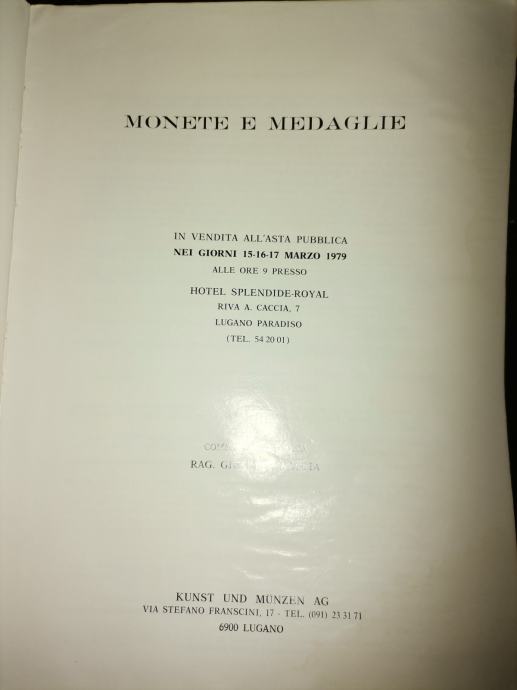 MONETE E MEDAGLIE
IN VENDITA ALL'ASTA PUBBLICA
NEI GIORNI 15-16-17 MARZO 1979
ALLE ORE 9 PRESSO
HOTEL SPLENDIDE-ROYAL
RIVA A. CACCIA, 7
LUGANO PARADISO
(TEL. 54 20 01)
RAG.
KUNST UND MÜNZEN AG
VIA STEFANO FRANSCINI, 17 - TEL. (091) 23 31 71
6900 LUGANO